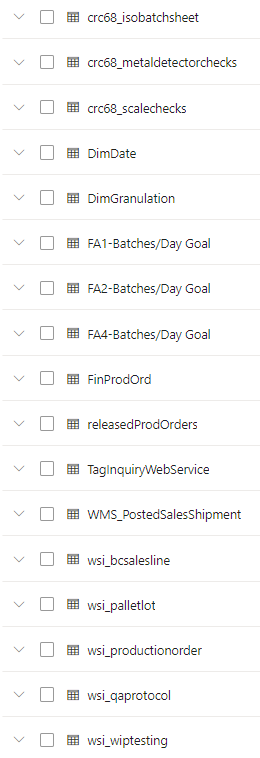 crc68_isobatchsheet
crc68_metaldetectorchecks
crc68_scalechecks
DimDate
DimGranulation
FA1-Batches/Day Goal
FA2-Batches/Day Goal
FA4-Batches/Day Goal
FinProdOrd
releasedProdOrders
TagInquiryWebService
WMS_PostedSalesShipment
wsi_bcsalesline
wsi_palletlot
wsi_productionorder
wsi_qaprotocol
wsi_wiptesting